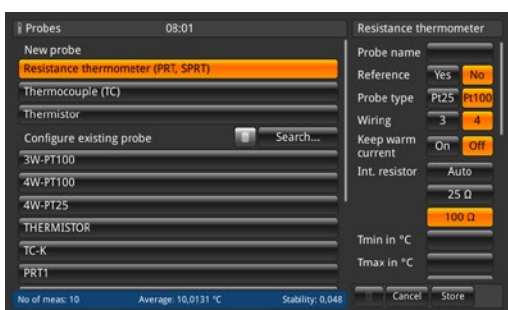 Probes 08:01
New probe
Resistance thermometer (PRT, SPRT)
Thermocouple (TC)
Thermistor
Configure existing probe Search...
3W-PT100
4W-PT100
4W-PT25
THERMISTOR
TC-K
PRT1
No of meas: 10 Average: 10,0131 °C Stability: 0,048
Resistance thermometer
Probe name
Reference Yes No
Probe type Pt25 Pt100
Wiring 3 4
Keep warm
current On Off
Int. resistor Auto
25 Ω
100 Ω
Tmin in °C
Tmax in °C
Cancel Store